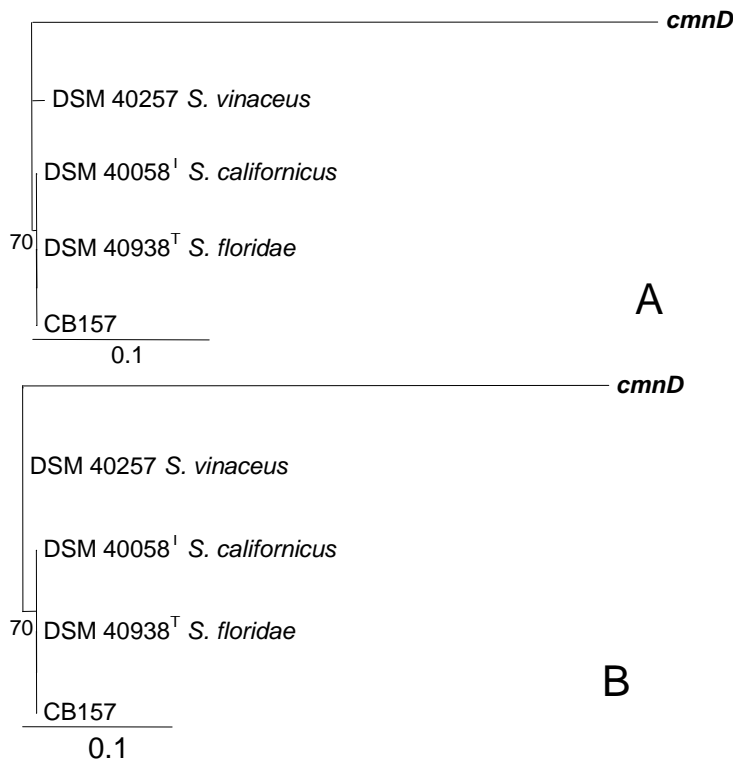 cmnD
DSM 40257 S. vinaceus
DSM 40058ᴵ S. californicus
70 DSM 40938ᵀ S. floridae
CB157
0.1
A
cmnD
DSM 40257 S. vinaceus
DSM 40058ᴵ S. californicus
70 DSM 40938ᵀ S. floridae
CB157
0.1
B